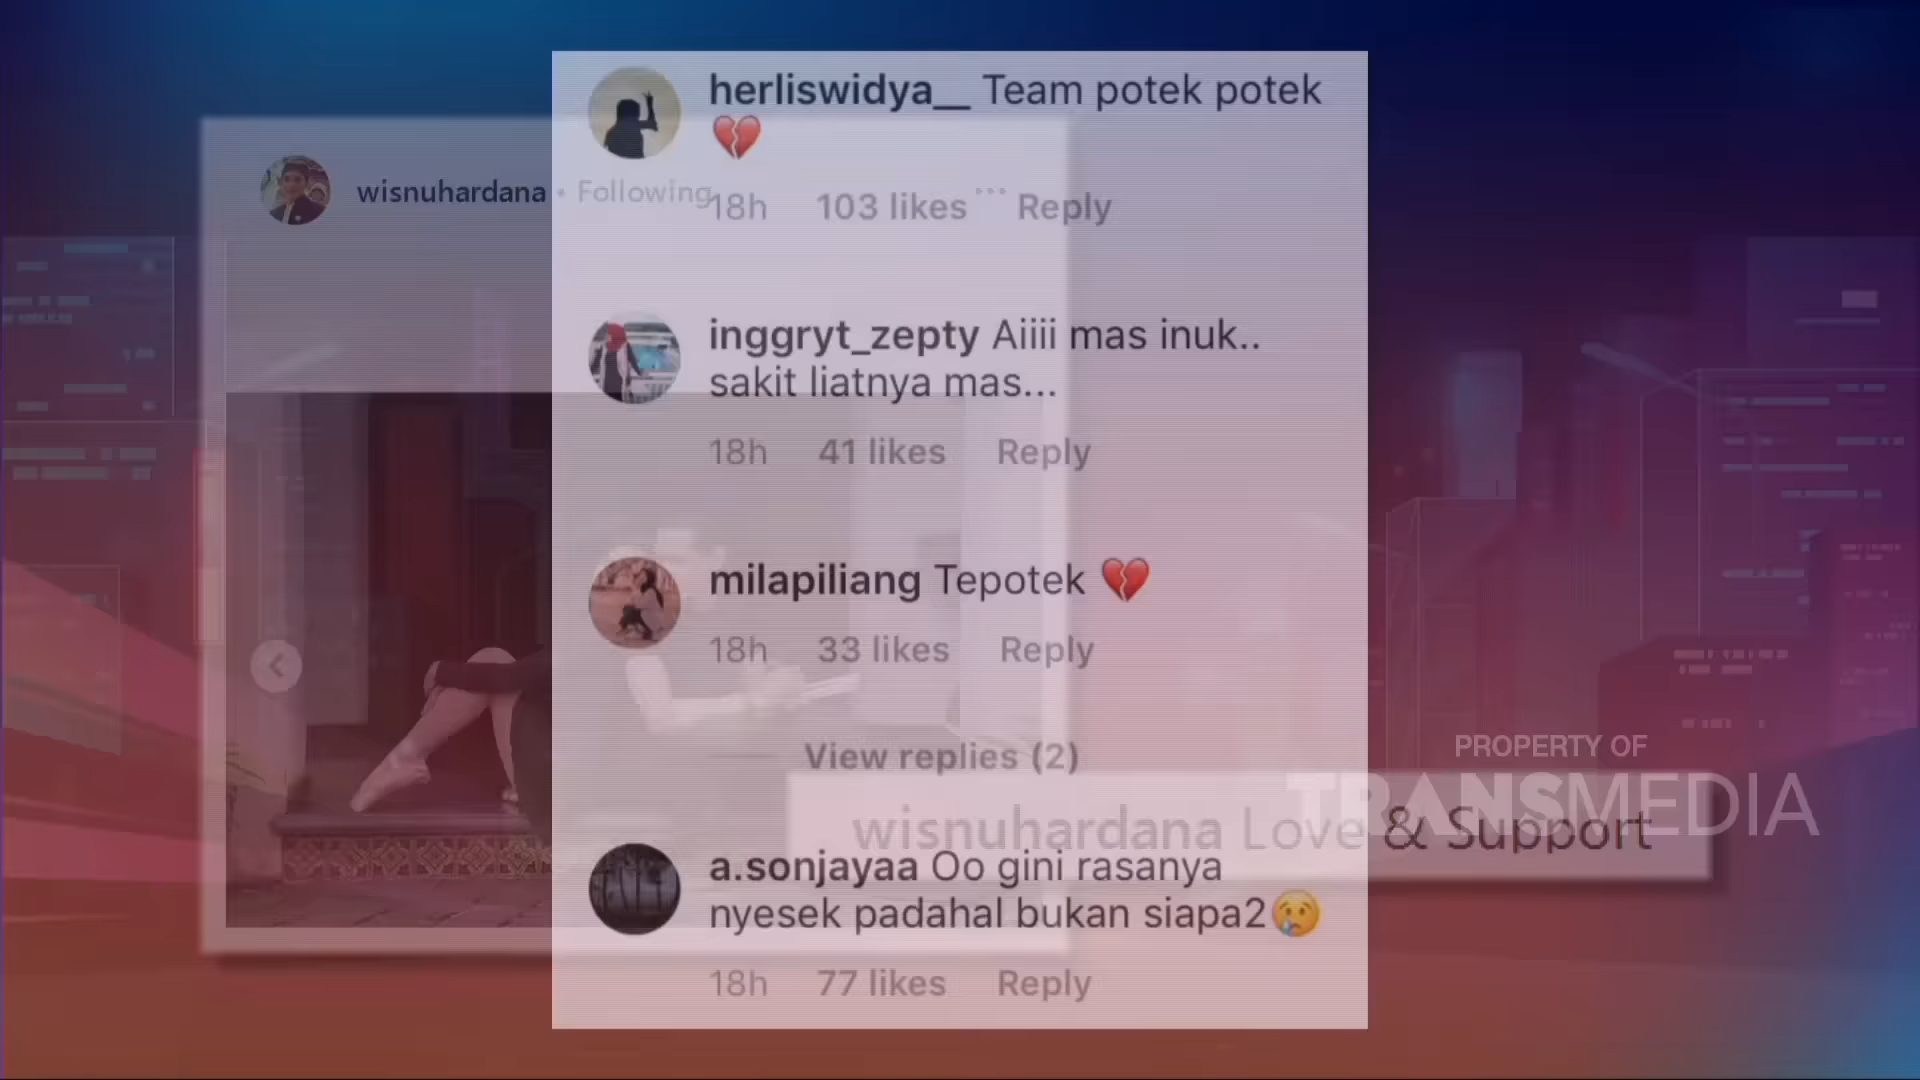 herliswidya__ Team potek potek
💔
18h 103 likes Reply
wisnuhardana • Following
...
inggryt_zepty Aiiii mas inuk..
sakit liatnya mas...
18h 41 likes Reply
milapiliang Tepotek 💔
18h 33 likes Reply
View replies (2)
PROPERTY OF
TRANSMEDIA
wisnuhardana Love & Support
a.sonjayaa Oo gini rasanya
nyesek padahal bukan siapa2😢
18h 77 likes Reply